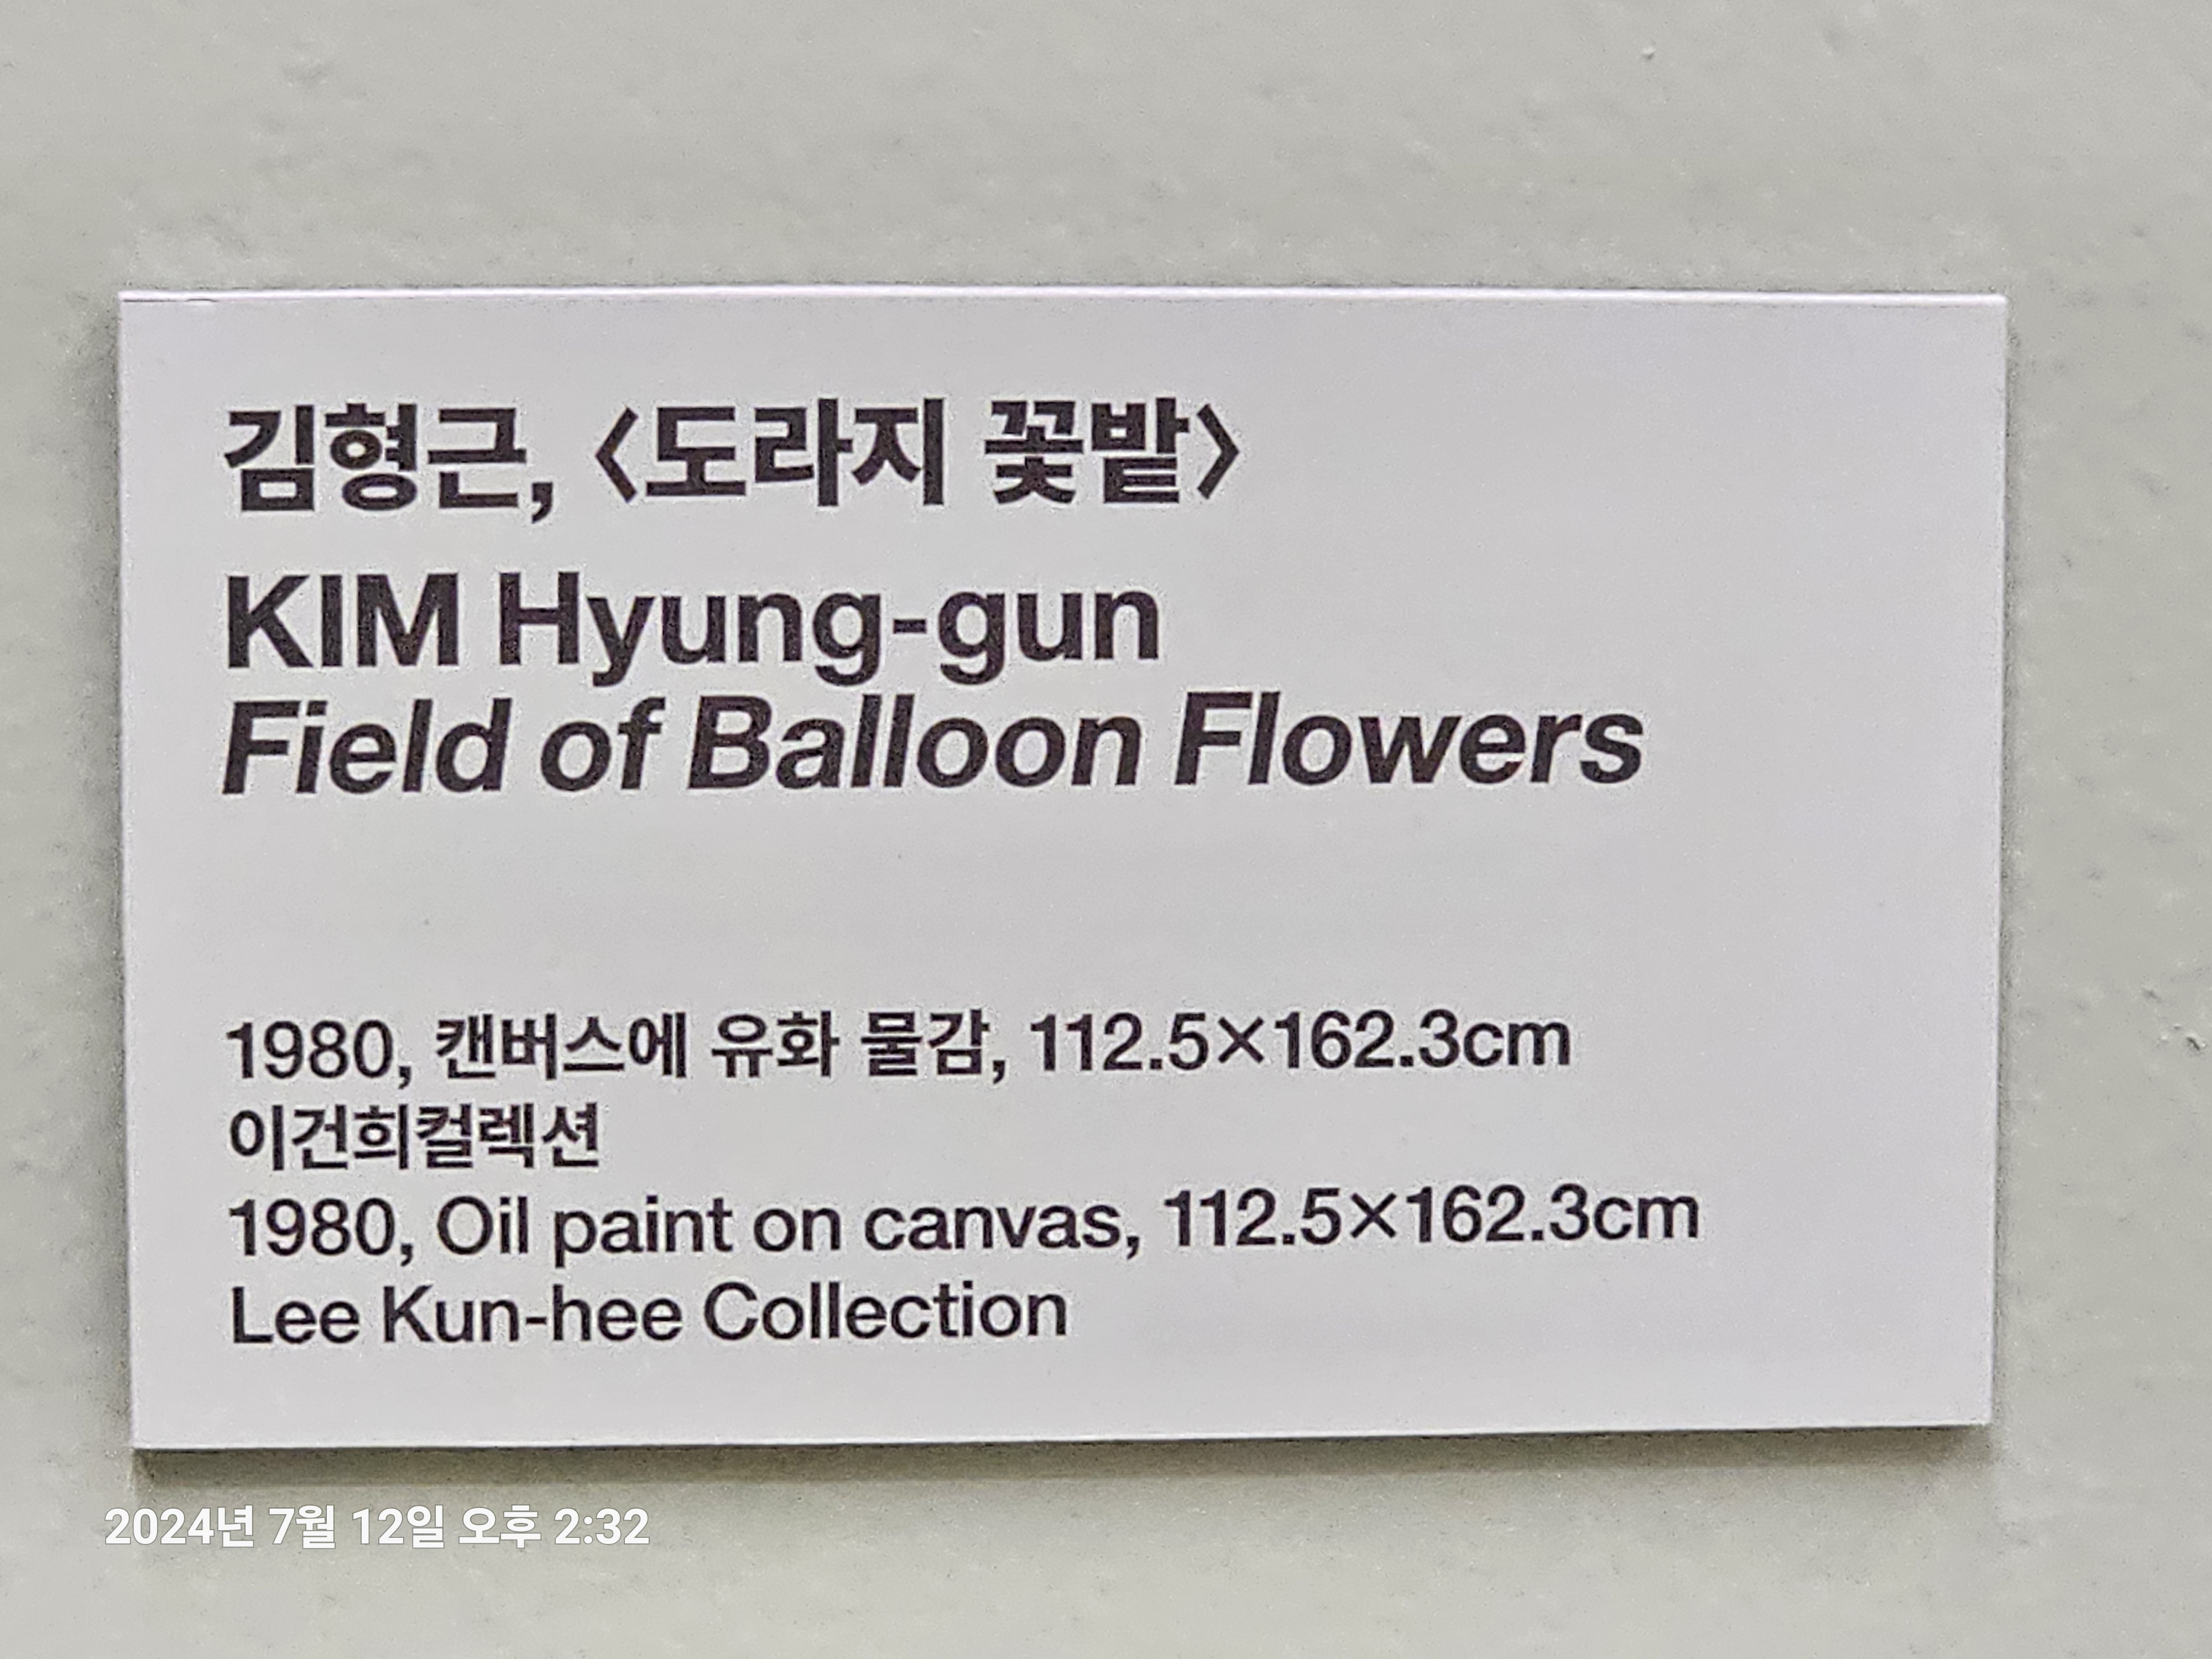 김형근, 〈도라지 꽃밭〉
KIM Hyung-gun
Field of Balloon Flowers
1980, 캔버스에 유화 물감, 112.5×162.3cm
이건희컬렉션
1980, Oil paint on canvas, 112.5×162.3cm
Lee Kun-hee Collection
2024년 7월 12일 오후 2:32